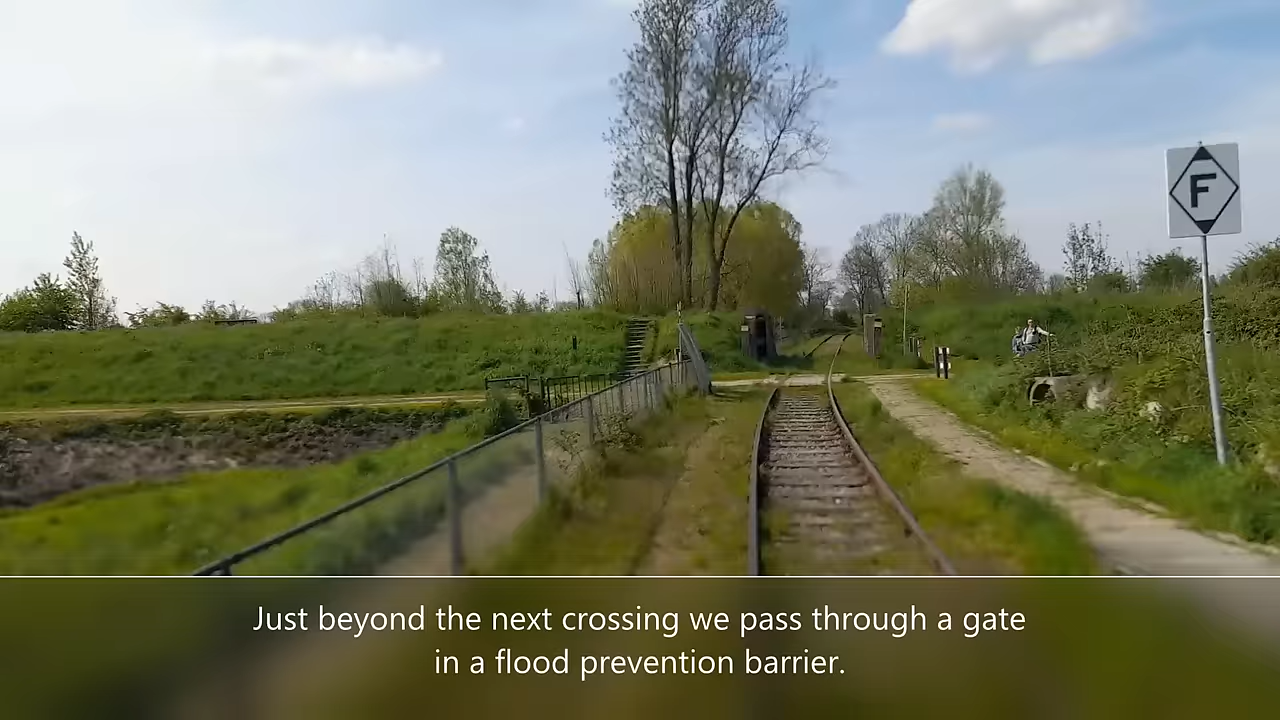 F
Just beyond the next crossing we pass through a gate
in a flood prevention barrier.